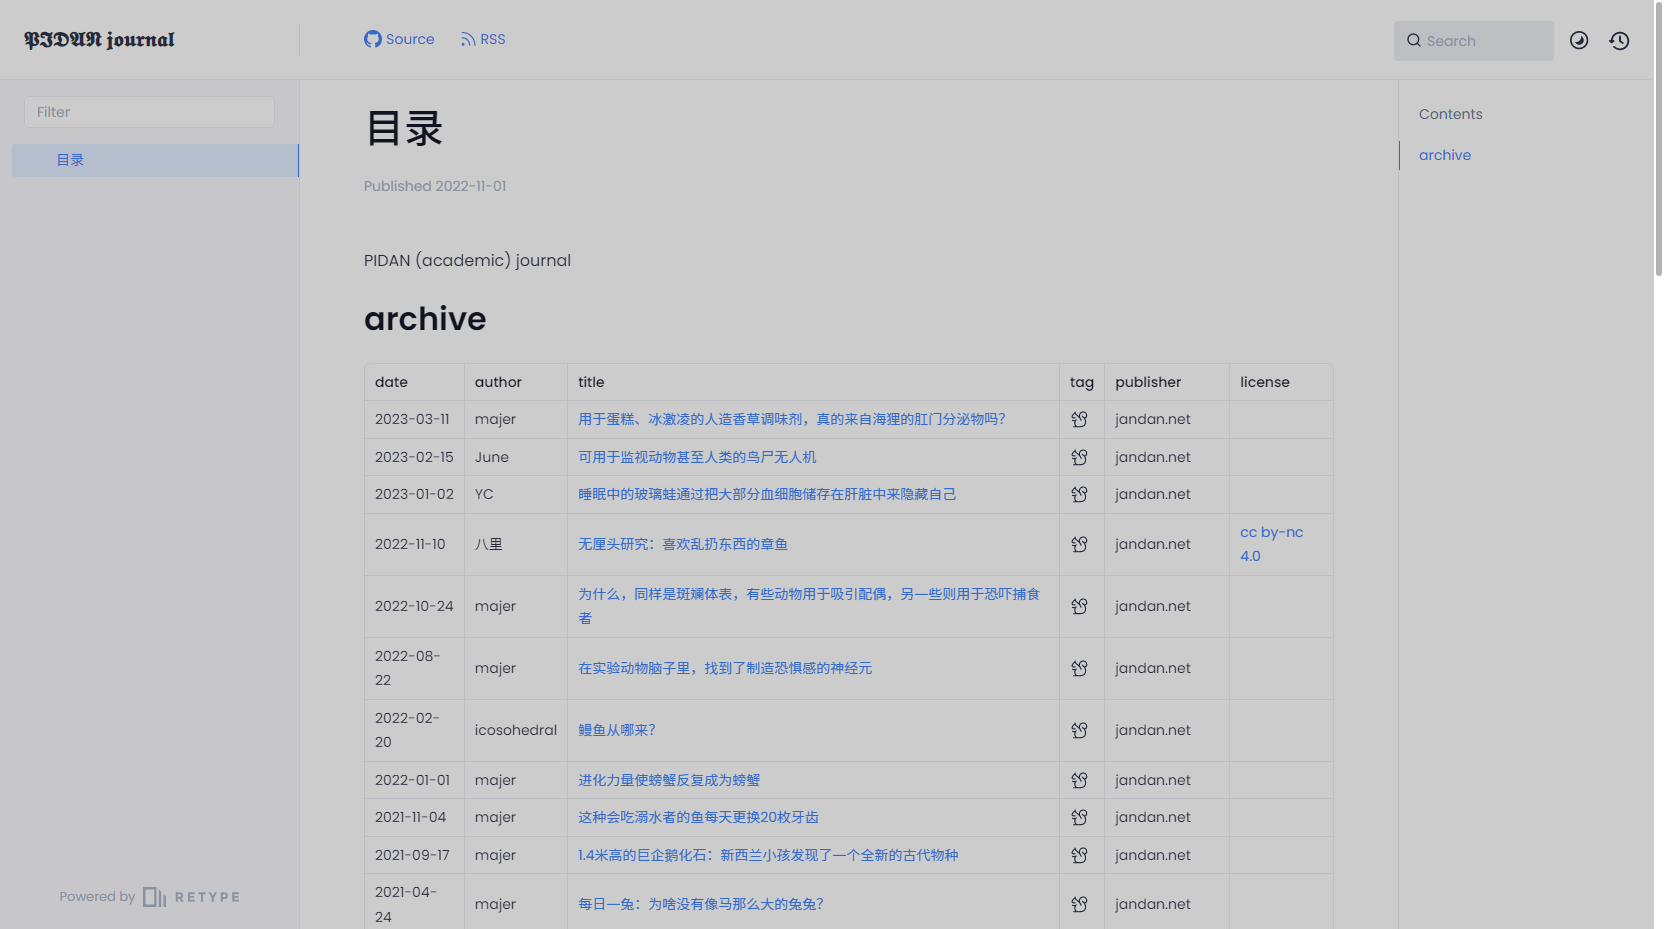 PIDAN journal
Source
RSS
Search
Filter
目录
Powered by RETYPE
目录
Published 2022-11-01
PIDAN (academic) journal
archive
date author title tag publisher license
2023-03-11 majer 用于蛋糕、冰激凌的人造香草调味剂，真的来自海狸的肛门分泌物吗？ jandan.net
2023-02-15 June 可用于监视动物甚至人类的鸟尸无人机 jandan.net
2023-01-02 YC 睡眠中的玻璃蛙通过把大部分血细胞储存在肝脏中来隐藏自己 jandan.net
2022-11-10 八里 无厘头研究：喜欢乱扔东西的章鱼 jandan.net cc by-nc
4.0
2022-10-24 majer 为什么，同样是斑斓体表，有些动物用于吸引配偶，另一些则用于恐吓捕食
者 jandan.net
2022-08-
22 majer 在实验动物脑子里，找到了制造恐惧感的神经元 jandan.net
2022-02-
20 icosohedral 鳗鱼从哪来？ jandan.net
2022-01-01 majer 进化力量使螃蟹反复成为螃蟹 jandan.net
2021-11-04 majer 这种会吃溺水者的鱼每天更换20枚牙齿 jandan.net
2021-09-17 majer 1.4米高的巨企鹅化石：新西兰小孩发现了一个全新的古代物种 jandan.net
2021-04-
24 majer 每日一兔：为啥没有像马那么大的兔兔？ jandan.net
Contents
archive